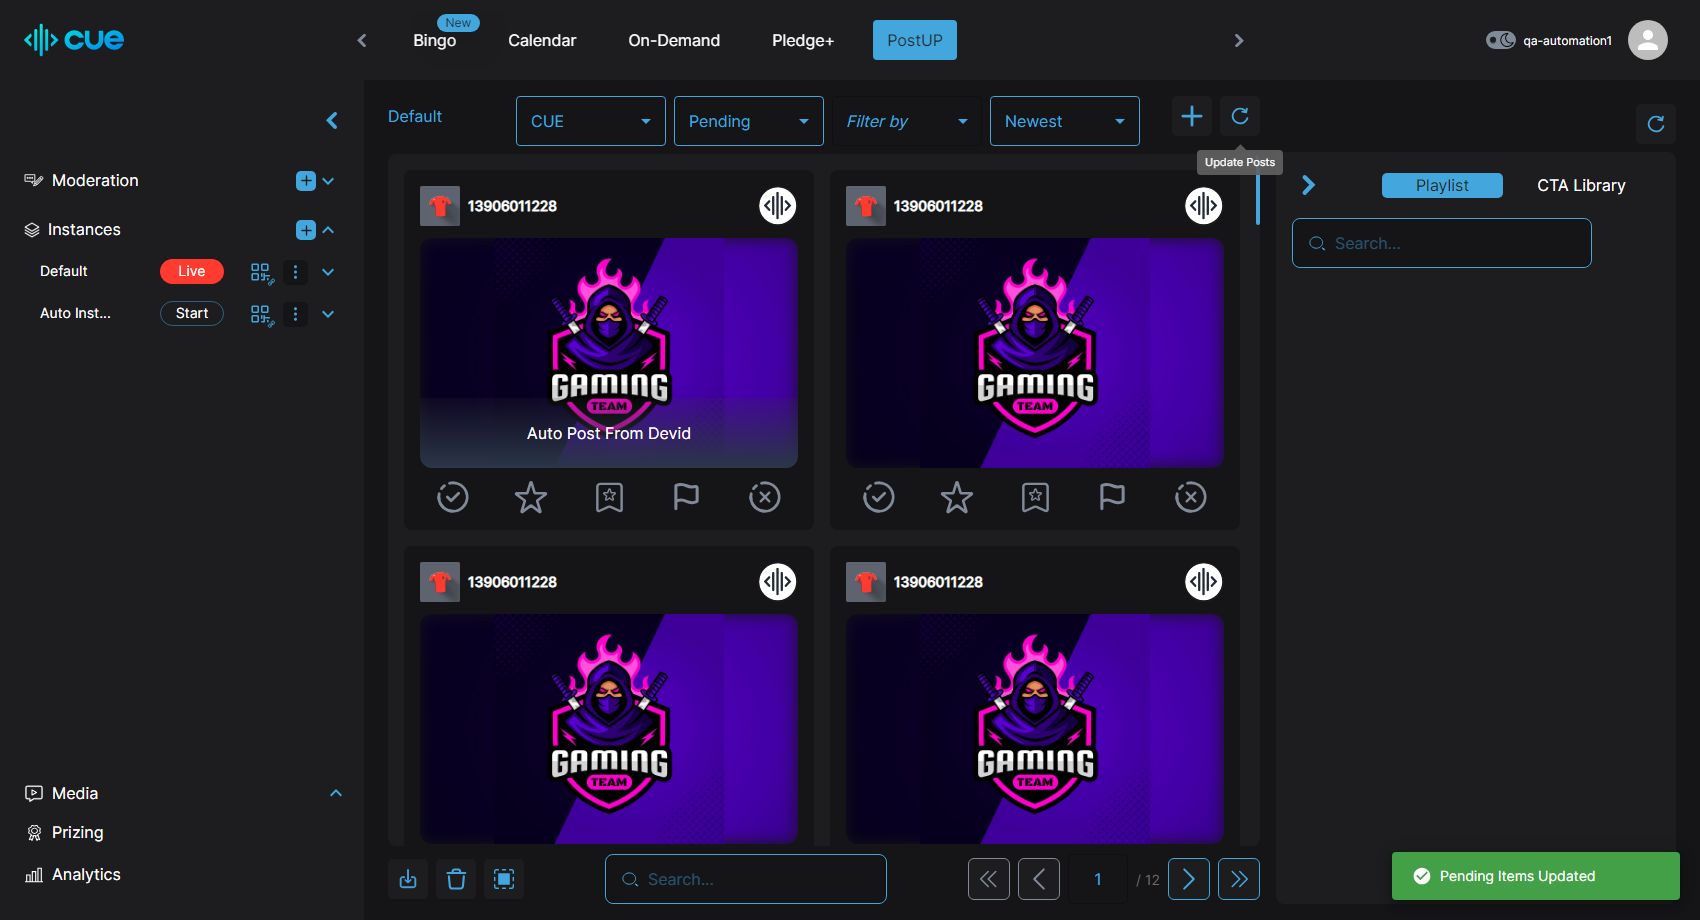 cue
New
Bingo
Calendar
On-Demand
Pledge+
PostUP
qa-automation1
Default
CUE
Pending
Filter by
Newest
Update Posts
Moderation
Instances
Default
Live
Auto Inst...
Start
Media
Prizing
Analytics
13906011228
GAMING
TEAM
Auto Post From Devid
13906011228
GAMING
TEAM
13906011228
GAMING
TEAM
13906011228
GAMING
TEAM
Search...
1
/ 12
Playlist
CTA Library
Search...
Pending Items Updated